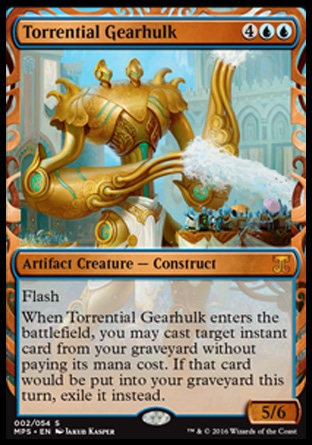 Torrential Gearhulk 4
Artifact Creature — Construct
Flash
When Torrential Gearhulk enters the
battlefield, you may cast target instant
card from your graveyard without
paying its mana cost. If that card
would be put into your graveyard this
turn, exile it instead.
5/6
002/054 S
MPS • EN Jakub Kasper
™ & © 2016 Wizards of the Coast